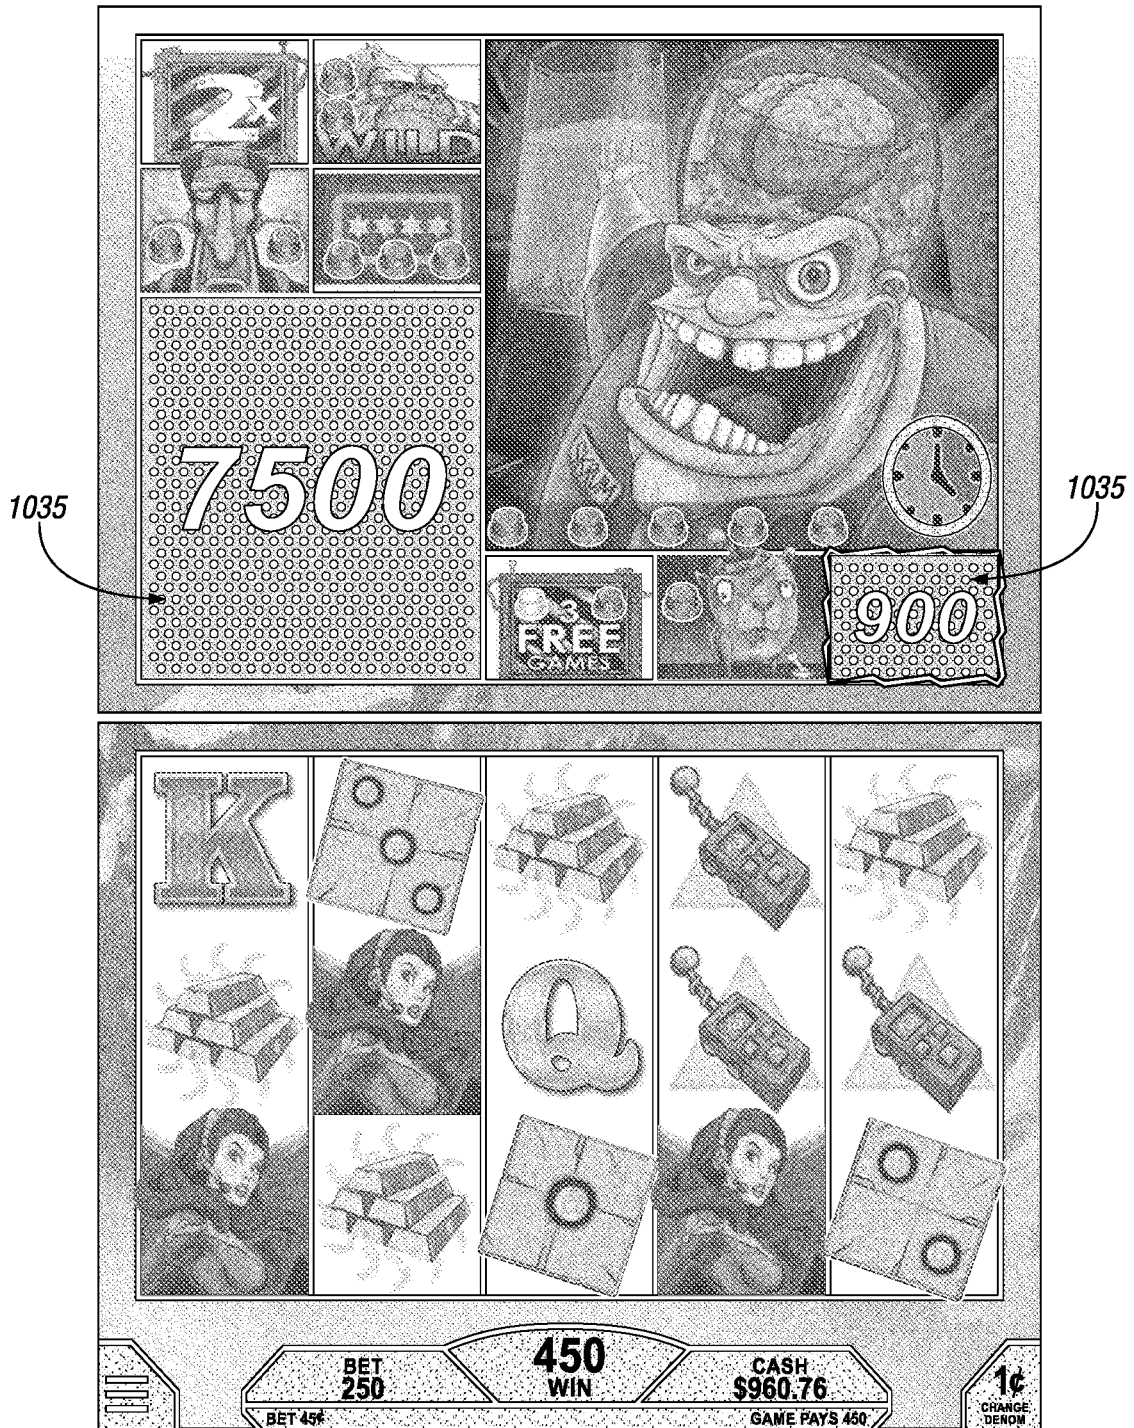 2x
WILD
7500
1035
1035
3
FREE
GAMES
900
K
Q
BET
250
450
WIN
CASH
$960.76
1¢
CHANGE
DENOM
BET 45¢
GAME PAYS 450